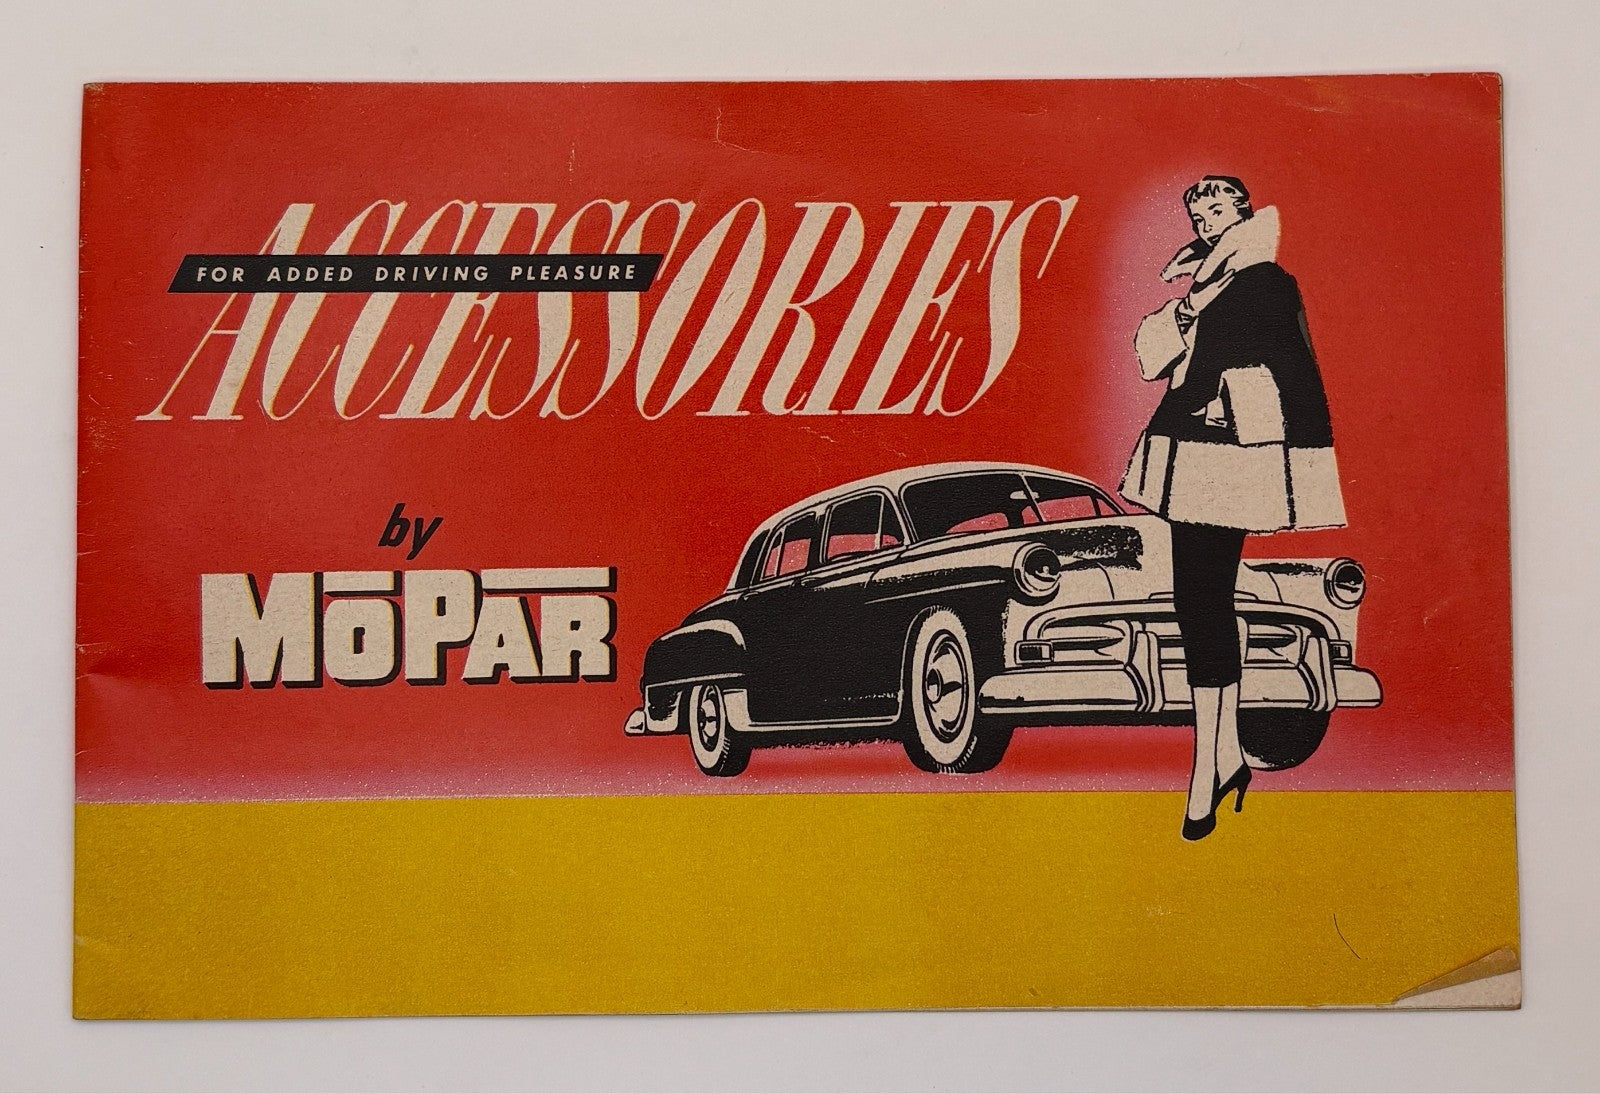 ACCESSORIES
FOR ADDED DRIVING PLEASURE
by
MOPAR